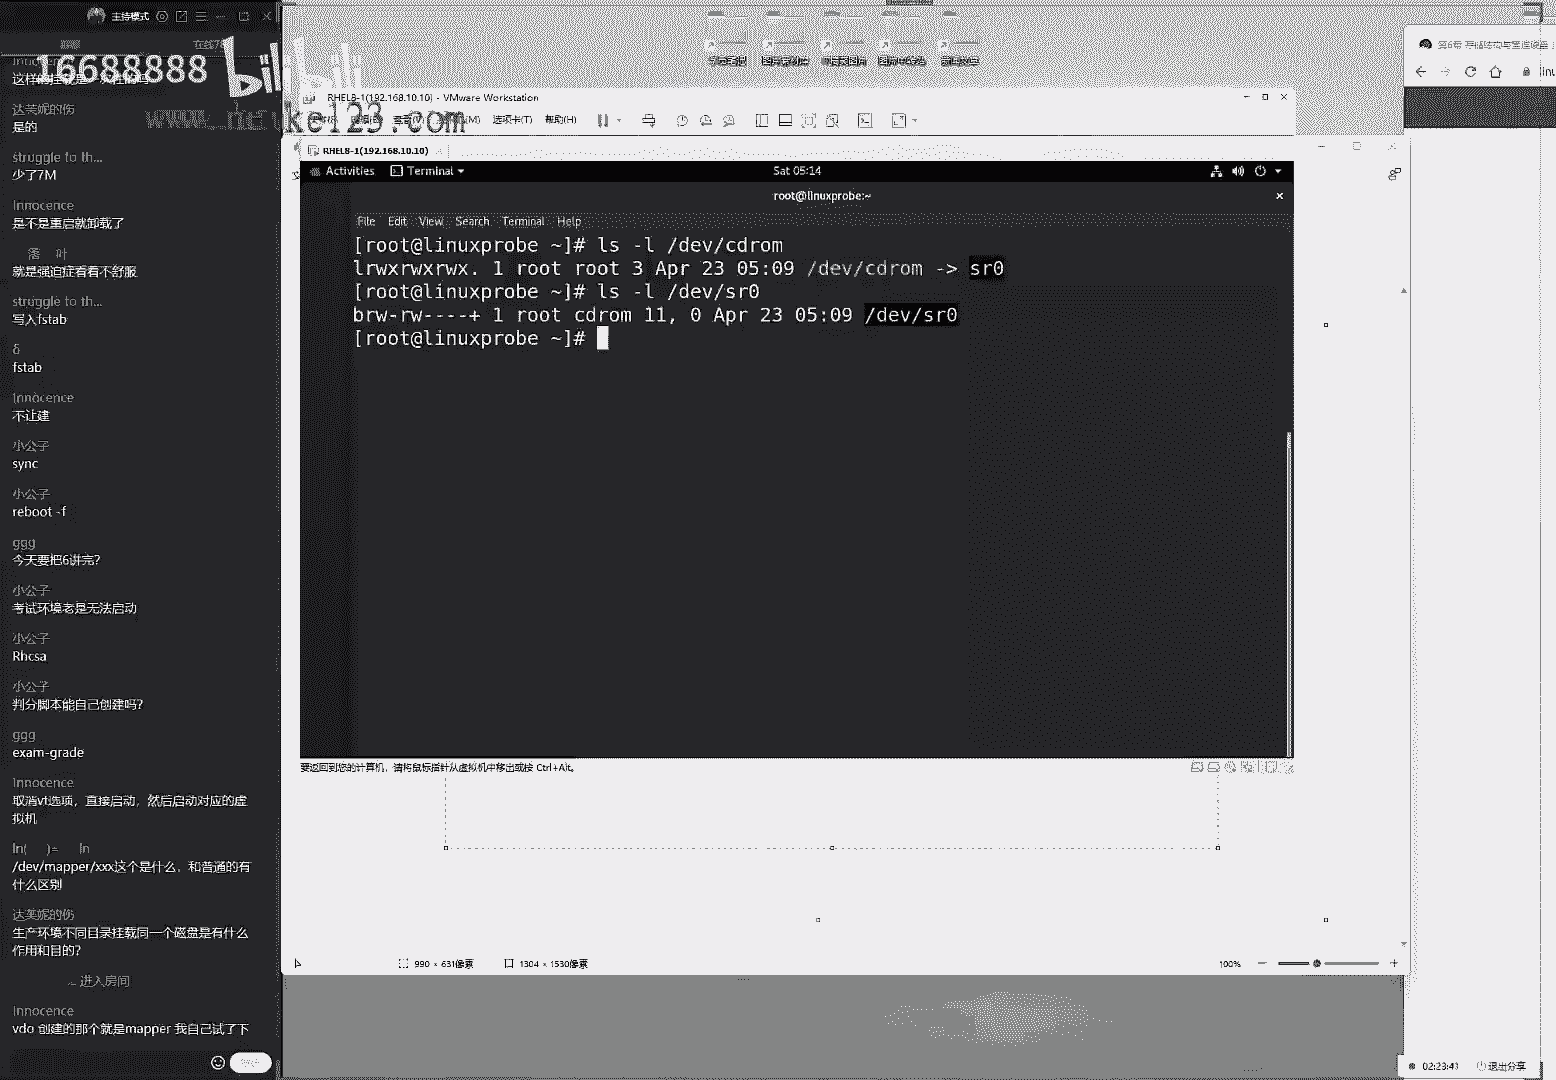 主持模式
16688888
bilibili
Innocence
达芙妮的伤
是的
struggle to th...
少了7M
Innocence
是不是重启就卸载了
落 叶
就是强迫症看着不舒服
struggle to th...
写入fstab
δ
fstab
Innocence
不让建
小公子
sync
小公子
reboot -f
ggg
今天要把6讲完?
小公子
考试环境老是无法启动
小公子
Rhcsa
小公子
判分脚本能自己创建吗?
ggg
exam-grade
Innocence
取消vt选项，直接启动，然后启动对应的虚
拟机
ln( )= ln
/dev/mapper/xxx这个是什么，和普通的有
什么区别
达芙妮的伤
生产环境不同目录挂载同一个磁盘是有什么
作用和目的?
进入房间
Innocence
vdo 创建的那个就是mapper 我自己试了下
RHEL8-1(192.168.10.10) - VMware Workstation
选项卡(T) 帮助(H)
RHEL8-1(192.168.10.10)
Activities Terminal Sat 05:14
root@linuxprobe:~
File Edit View Search Terminal Help
[root@linuxprobe ~]# ls -l /dev/cdrom
lrwxrwxrwx. 1 root root 3 Apr 23 05:09 /dev/cdrom -> sr0
[root@linuxprobe ~]# ls -l /dev/sr0
brw-rw----+ 1 root cdrom 11, 0 Apr 23 05:09 /dev/sr0
[root@linuxprobe ~]#
要返回到您的计算机，请将鼠标指针从虚拟机中移出或按 Ctrl+Alt。
990 × 631像素 1304 × 1530像素 100%
02:23:41 退出分享